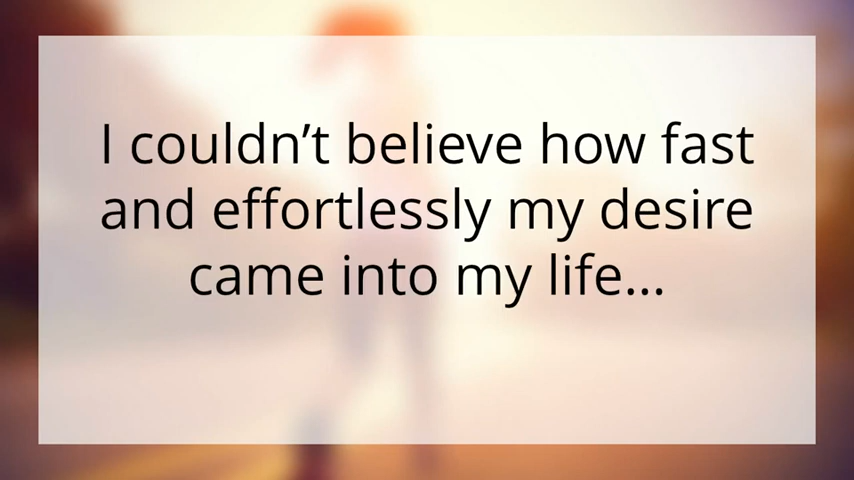 I couldn’t believe how fast
and effortlessly my desire
came into my life...